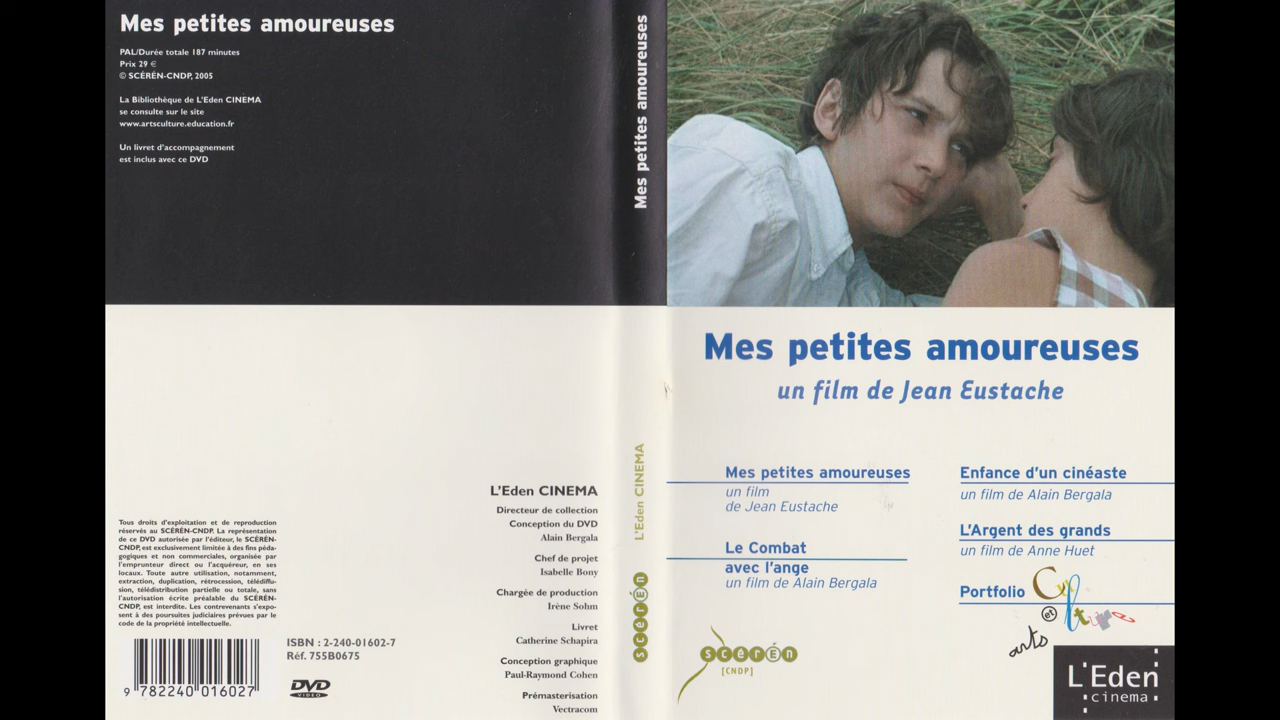 Mes petites amoureuses
PAL/Durée totale 187 minutes
Prix 29 €
© SCÉRÉN-CNDP, 2005
La Bibliothèque de L'Eden CINÉMA
se consulte sur le site
www.artsculture.education.fr
Un livret d'accompagnement
est inclus avec ce DVD
Tous droits d'exploitation et de reproduction
réservés au SCÉRÉN-CNDP. La représentation
de ce DVD autorisée par l'éditeur, le SCÉRÉN-
CNDP, est exclusivement limitée à des fins péda-
gogiques et non commerciales, organisée par
l'emprunteur direct ou l'acquéreur, en ses
locaux. Toute autre utilisation, notamment,
extraction, duplication, rétrocession, télédiffu-
sion, télédistribution partielle ou totale, sans
l'autorisation écrite préalable du SCÉRÉN-
CNDP, est interdite. Les contrevenants s'expo-
sent à des poursuites judiciaires prévues par le
code de la propriété intellectuelle.
9 782240 016027
ISBN : 2-240-01602-7
Réf. 755B0675
DVD
VIDEO
L'Eden CINEMA
Directeur de collection
Conception du DVD
Alain Bergala
Chef de projet
Isabelle Bony
Chargée de production
Irène Sohm
Livret
Catherine Schapira
Conception graphique
Paul-Raymond Cohen
Prémasterisation
Vectracom
Mes petites amoureuses
L'Eden CINEMA
scérén
Mes petites amoureuses
un film de Jean Eustache
Mes petites amoureuses
un film
de Jean Eustache
Le Combat
avec l'ange
un film de Alain Bergala
Enfance d'un cinéaste
un film de Alain Bergala
L'Argent des grands
un film de Anne Huet
Portfolio
arts et Culture
scérén
[CNDP]
L'Eden
cinema